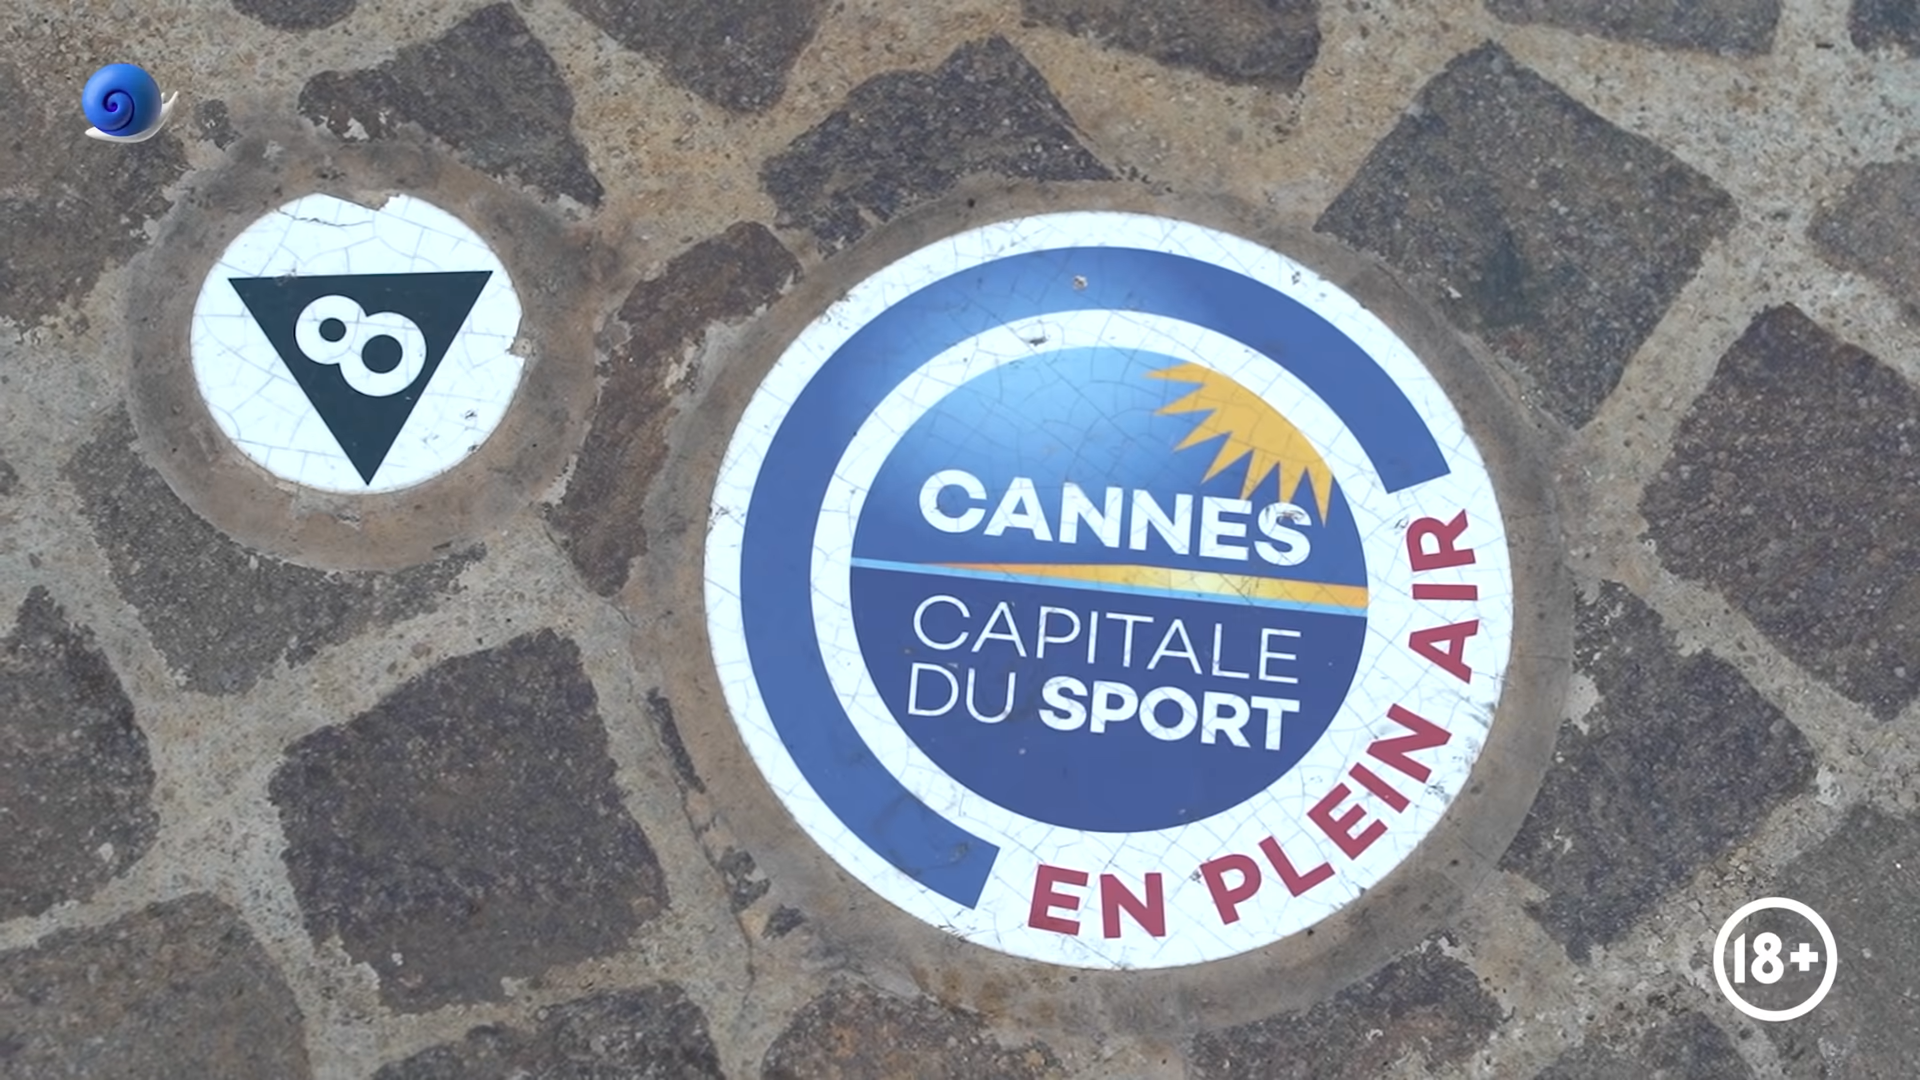 8
CANNES
CAPITALE
DU SPORT
EN PLEIN AIR
18+